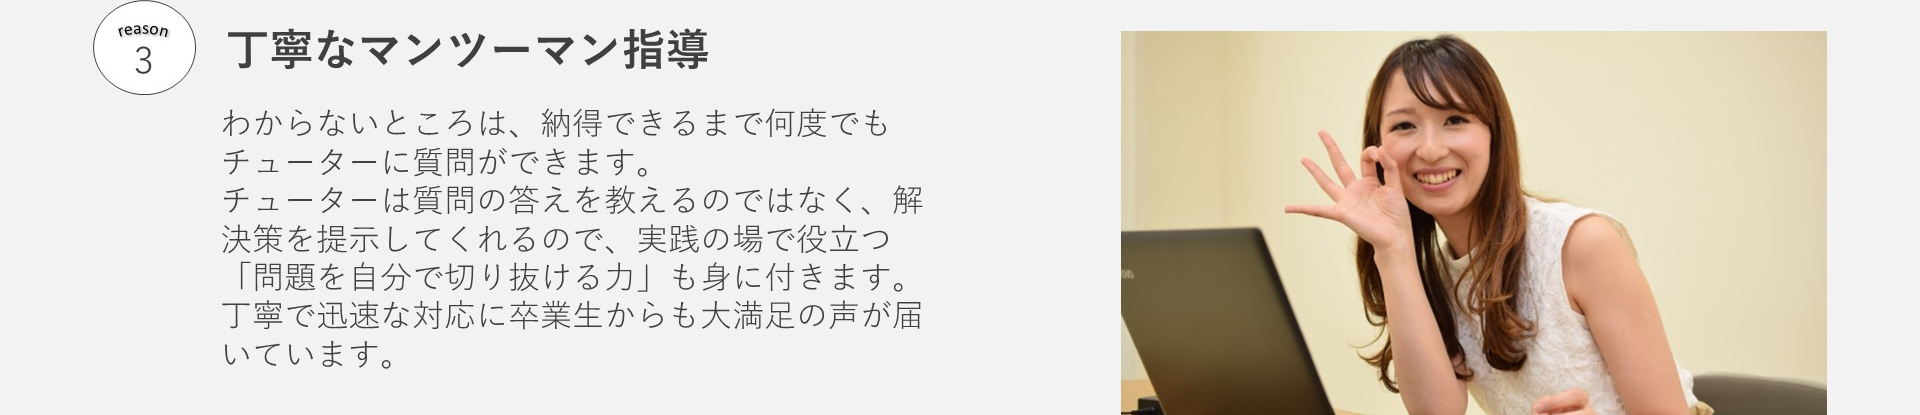 reason
3
丁寧なマンツーマン指導
わからないところは、納得できるまで何度でも
チューターに質問ができます。
チューターは質問の答えを教えるのではなく、解
決策を提示してくれるので、実践の場で役立つ
「問題を自分で切り抜ける力」も身に付きます。
丁寧で迅速な対応に卒業生からも大満足の声が届
いています。